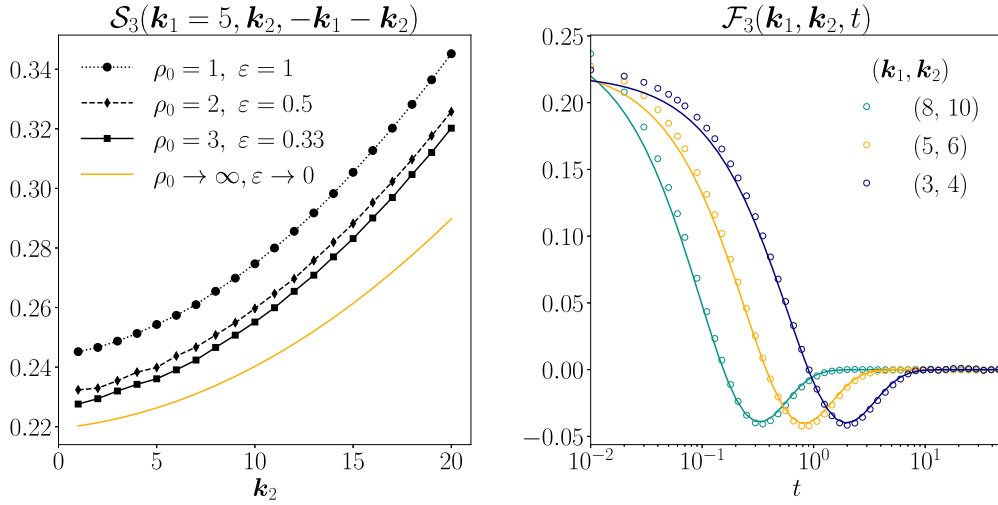 𝒮₃(𝒌₁ = 5, 𝒌₂, −𝒌₁ − 𝒌₂)
0.34
0.32
0.30
0.28
0.26
0.24
0.22
ρ₀ = 1, ε = 1
ρ₀ = 2, ε = 0.5
ρ₀ = 3, ε = 0.33
ρ₀ → ∞, ε → 0
0 5 10 15 20
𝒌₂
ℱ₃(𝒌₁, 𝒌₂, t)
0.25
0.20
0.15
0.10
0.05
0.00
−0.05
(𝒌₁, 𝒌₂)
(8, 10)
(5, 6)
(3, 4)
10⁻² 10⁻¹ 10⁰ 10¹
t